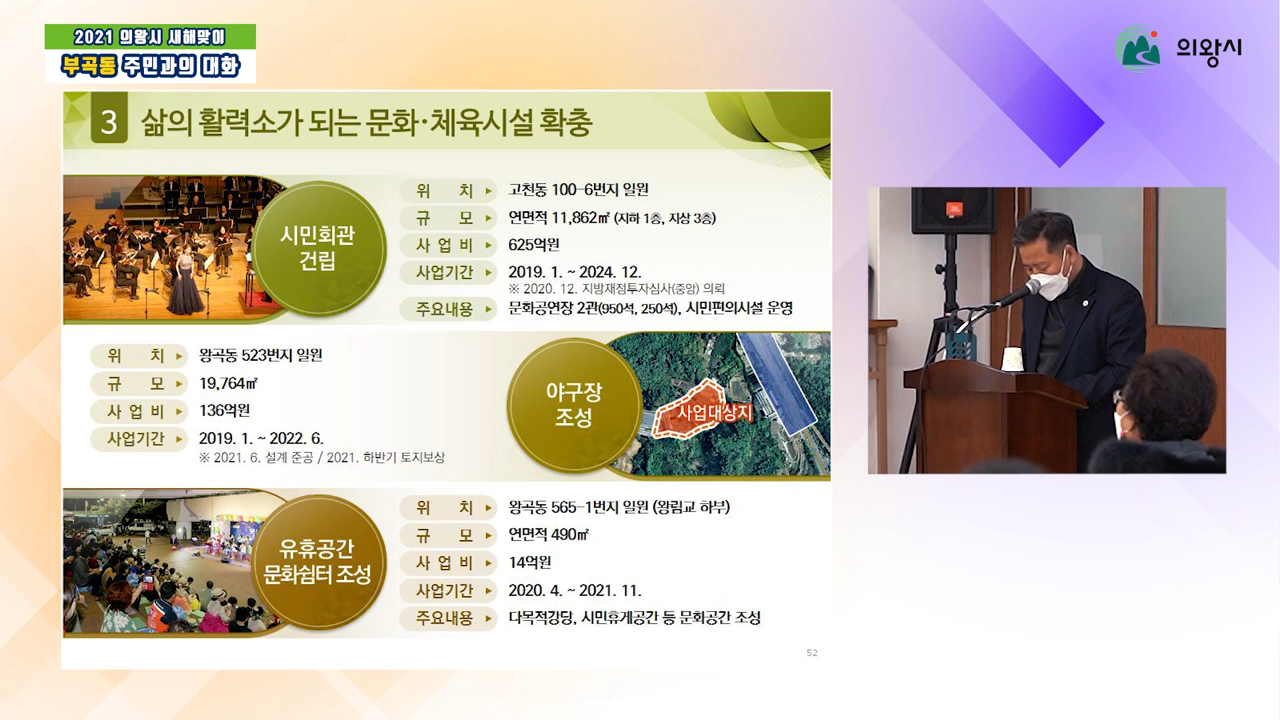 2021 의왕시 새해맞이
부곡동 주민과의 대화
의왕시
3 삶의 활력소가 되는 문화·체육시설 확충
시민회관
건립
위 치 ▶ 고천동 100-6번지 일원
규 모 ▶ 연면적 11,862㎡ (지하 1층, 지상 3층)
사 업 비 ▶ 625억원
사업기간 ▶ 2019. 1. ~ 2024. 12.
※ 2020. 12. 지방재정투자심사(중앙) 의뢰
주요내용 ▶ 문화공연장 2관(950석, 250석), 시민편의시설 운영
위 치 ▶ 왕곡동 523번지 일원
규 모 ▶ 19,764㎡
사 업 비 ▶ 136억원
사업기간 ▶ 2019. 1. ~ 2022. 6.
※ 2021. 6. 설계 준공 / 2021. 하반기 토지보상
야구장
조성
사업대상지
유휴공간
문화쉼터 조성
위 치 ▶ 왕곡동 565-1번지 일원 (왕림교 하부)
규 모 ▶ 연면적 490㎡
사 업 비 ▶ 14억원
사업기간 ▶ 2020. 4. ~ 2021. 11.
주요내용 ▶ 다목적강당, 시민휴게공간 등 문화공간 조성
52